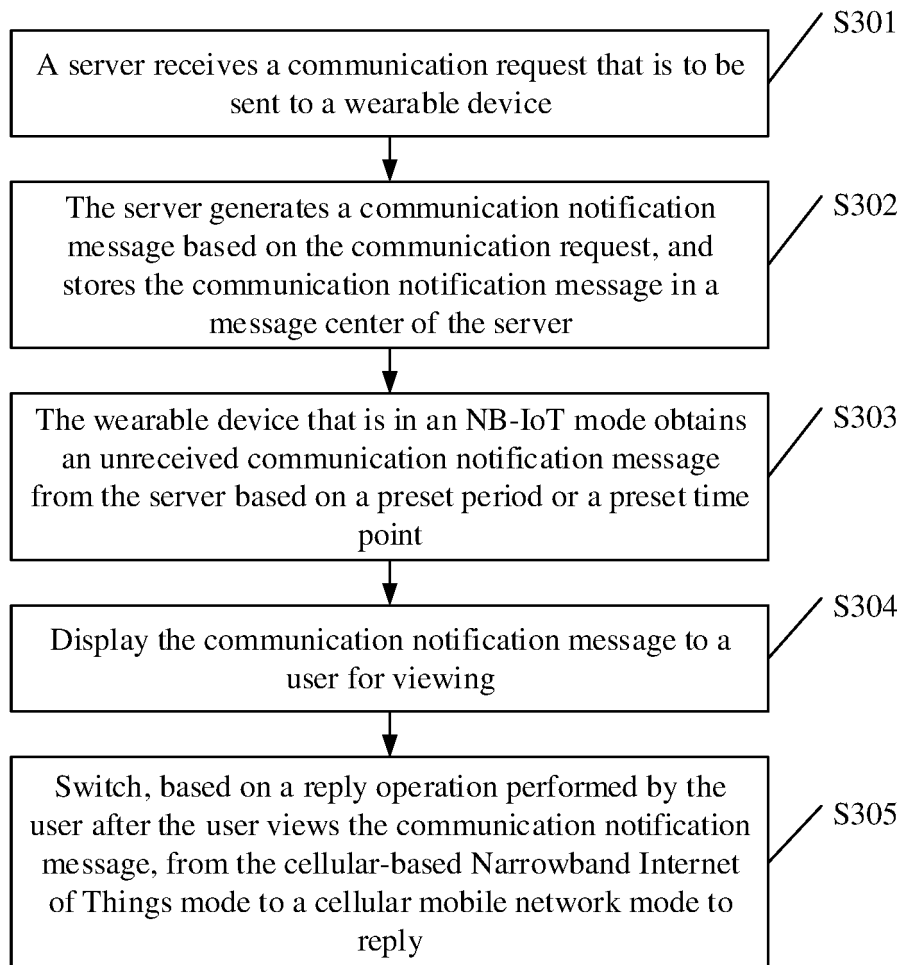 S301
A server receives a communication request that is to be
sent to a wearable device
S302
The server generates a communication notification
message based on the communication request, and
stores the communication notification message in a
message center of the server
S303
The wearable device that is in an NB-IoT mode obtains
an unreceived communication notification message
from the server based on a preset period or a preset time
point
S304
Display the communication notification message to a
user for viewing
S305
Switch, based on a reply operation performed by the
user after the user views the communication notification
message, from the cellular-based Narrowband Internet
of Things mode to a cellular mobile network mode to
reply